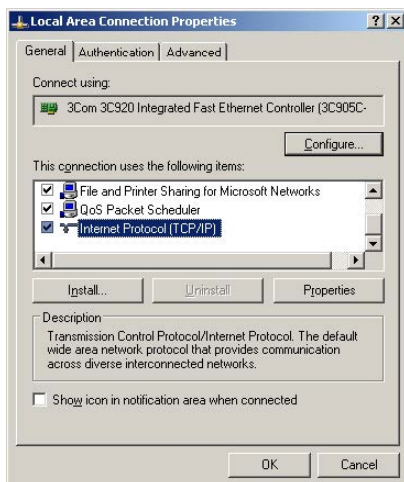 Local Area Connection Properties
General Authentication Advanced
Connect using:
3Com 3C920 Integrated Fast Ethernet Controller (3C905C-
Configure...
This connection uses the following items:
File and Printer Sharing for Microsoft Networks
QoS Packet Scheduler
Internet Protocol (TCP/IP)
Install... Uninstall Properties
Description
Transmission Control Protocol/Internet Protocol. The default
wide area network protocol that provides communication
across diverse interconnected networks.
Show icon in notification area when connected
OK Cancel